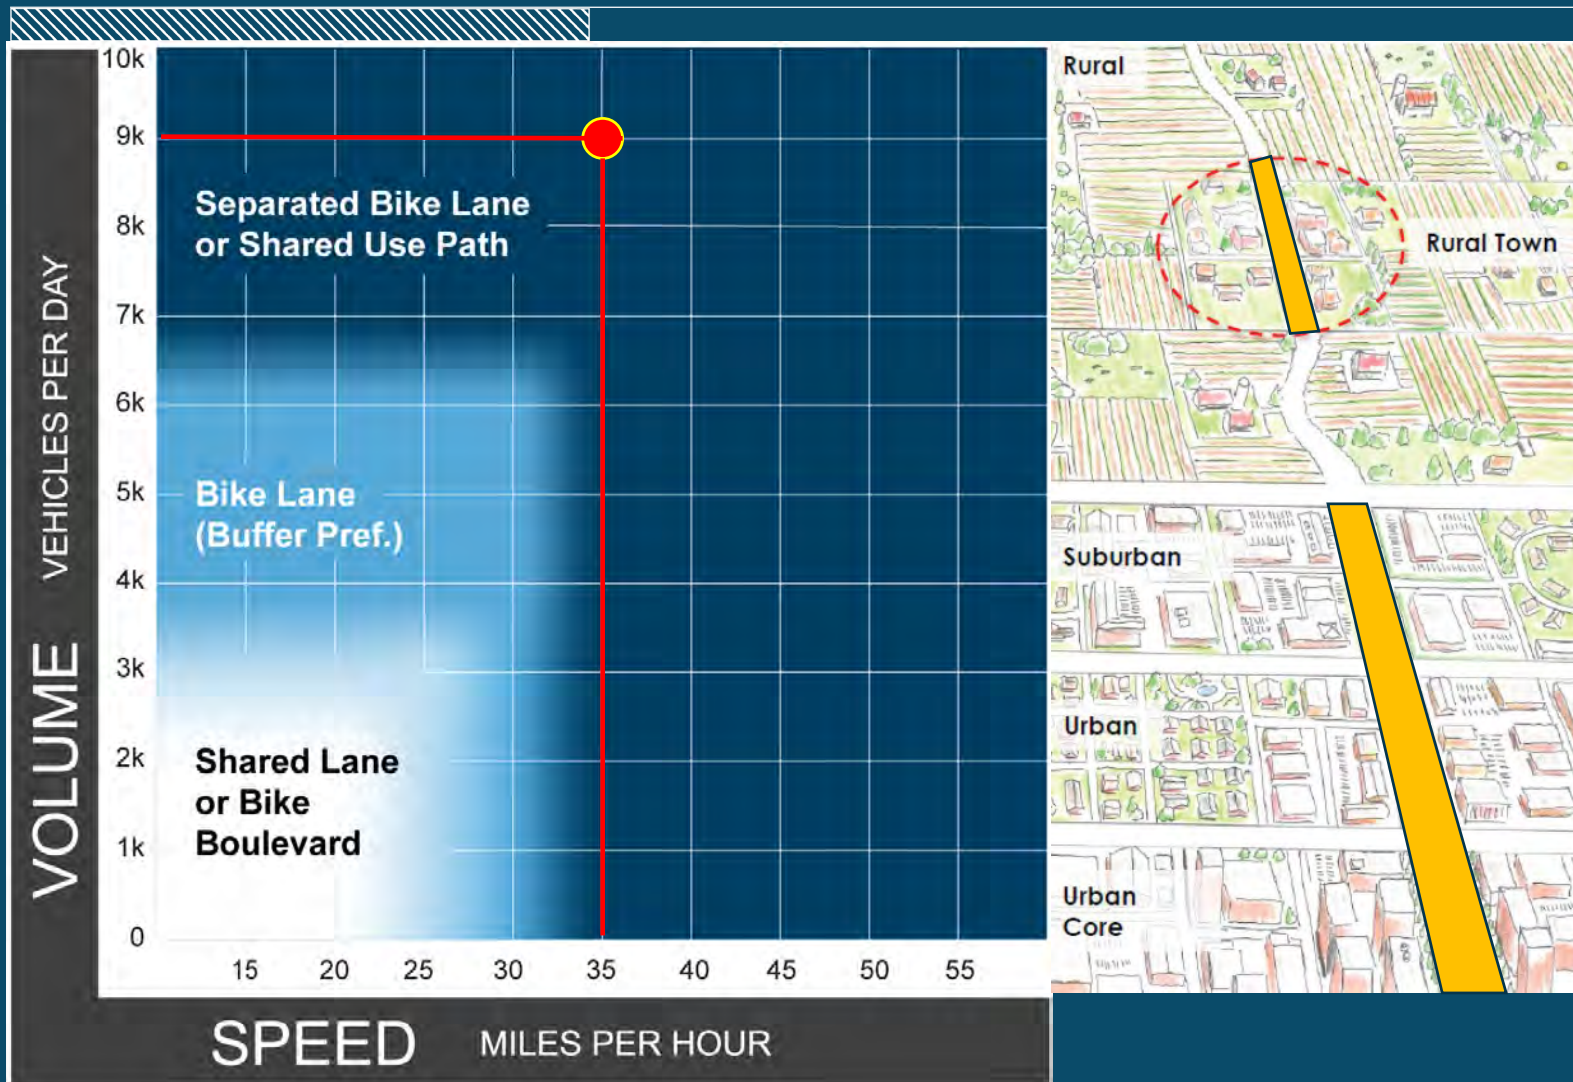 10k
9k
8k
7k
6k
5k
4k
3k
2k
1k
0
VOLUME VEHICLES PER DAY
Separated Bike Lane
or Shared Use Path
Bike Lane
(Buffer Pref.)
Shared Lane
or Bike
Boulevard
15 20 25 30 35 40 45 50 55
SPEED MILES PER HOUR
Rural
Rural Town
Suburban
Urban
Urban
Core